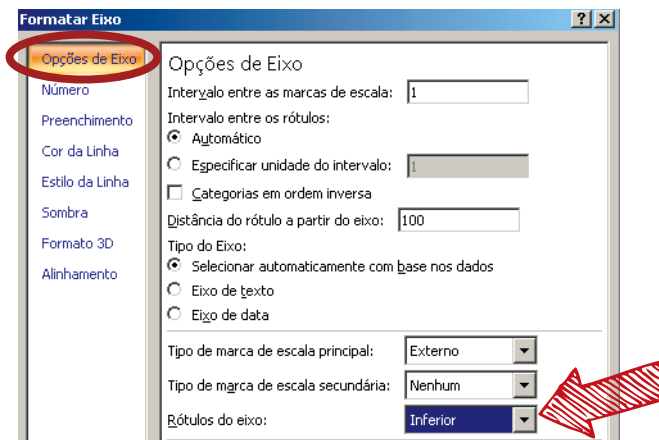 Formatar Eixo
Opções de Eixo
Número
Preenchimento
Cor da Linha
Estilo da Linha
Sombra
Formato 3D
Alinhamento
Opções de Eixo
Intervalo entre as marcas de escala: 1
Intervalo entre os rótulos:
Automático
Especificar unidade do intervalo: 1
Categorias em ordem inversa
Distância do rótulo a partir do eixo: 100
Tipo do Eixo:
Selecionar automaticamente com base nos dados
Eixo de texto
Eixo de data
Tipo de marca de escala principal: Externo
Tipo de marca de escala secundária: Nenhum
Rótulos do eixo: Inferior